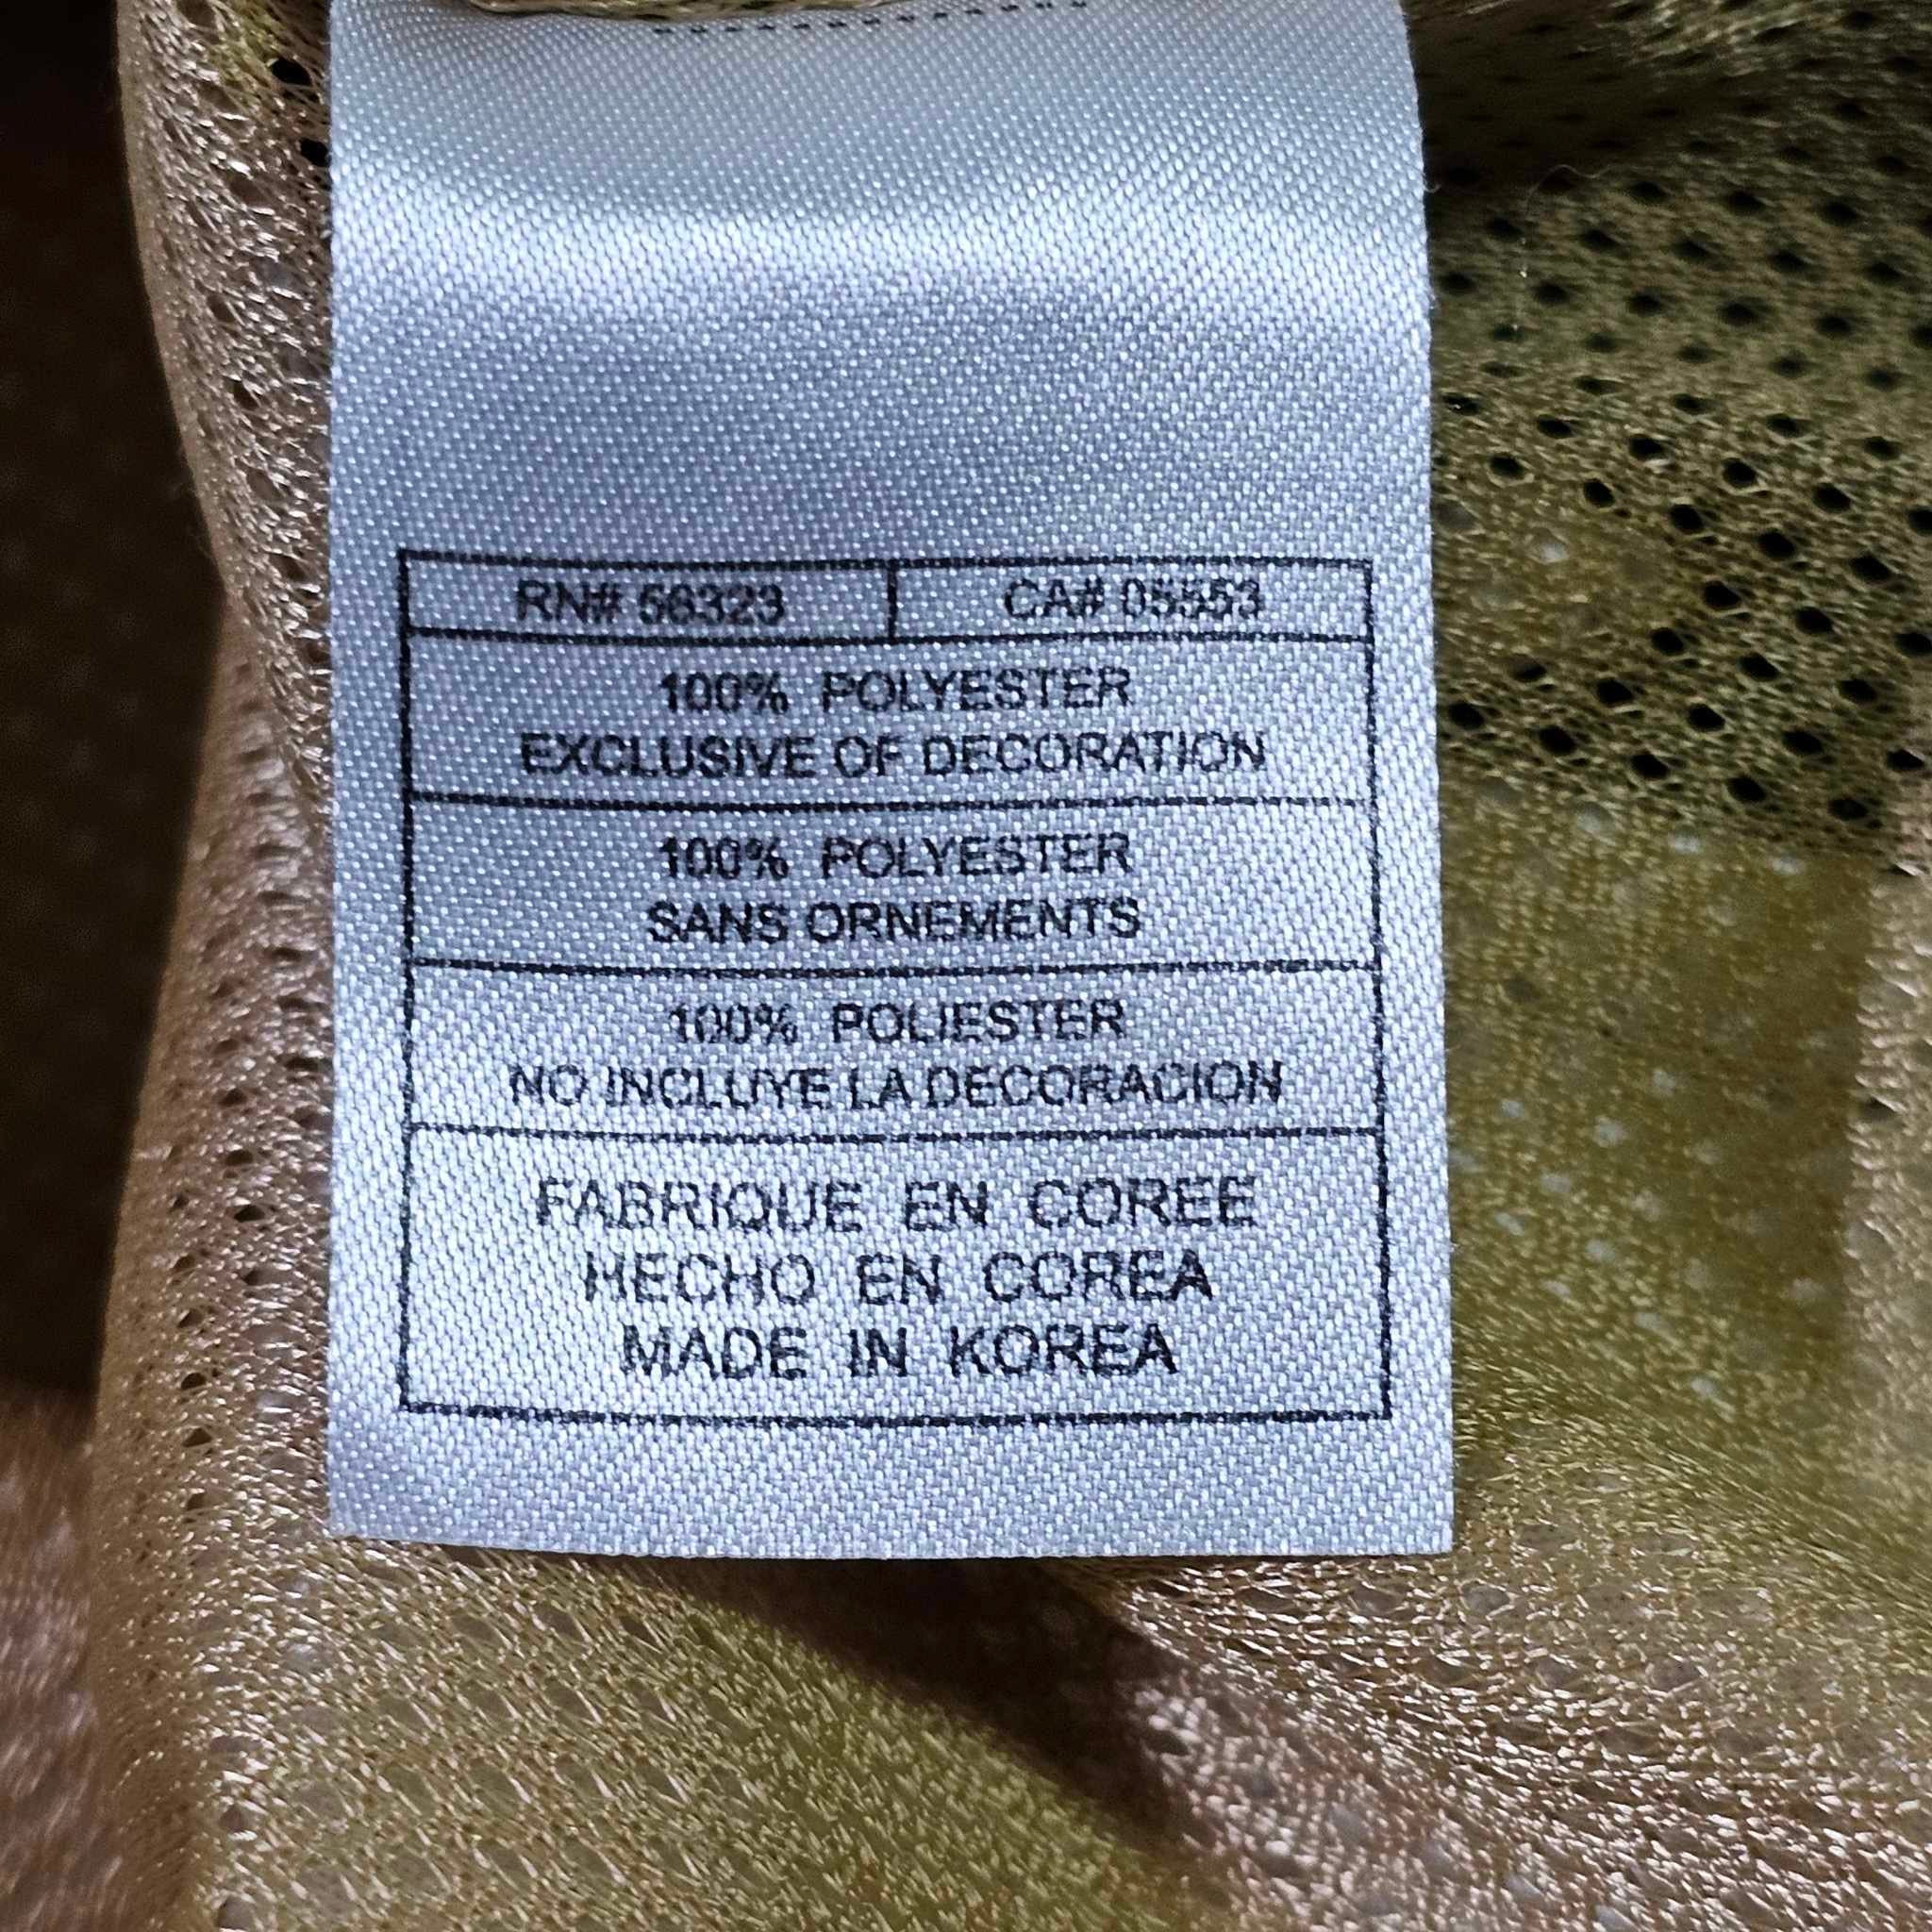 RN# 56323 CA# 05553
100% POLYESTER
EXCLUSIVE OF DECORATION
100% POLYESTER
SANS ORNEMENTS
100% POLIESTER
NO INCLUYE LA DECORACION
FABRIQUE EN COREE
HECHO EN COREA
MADE IN KOREA